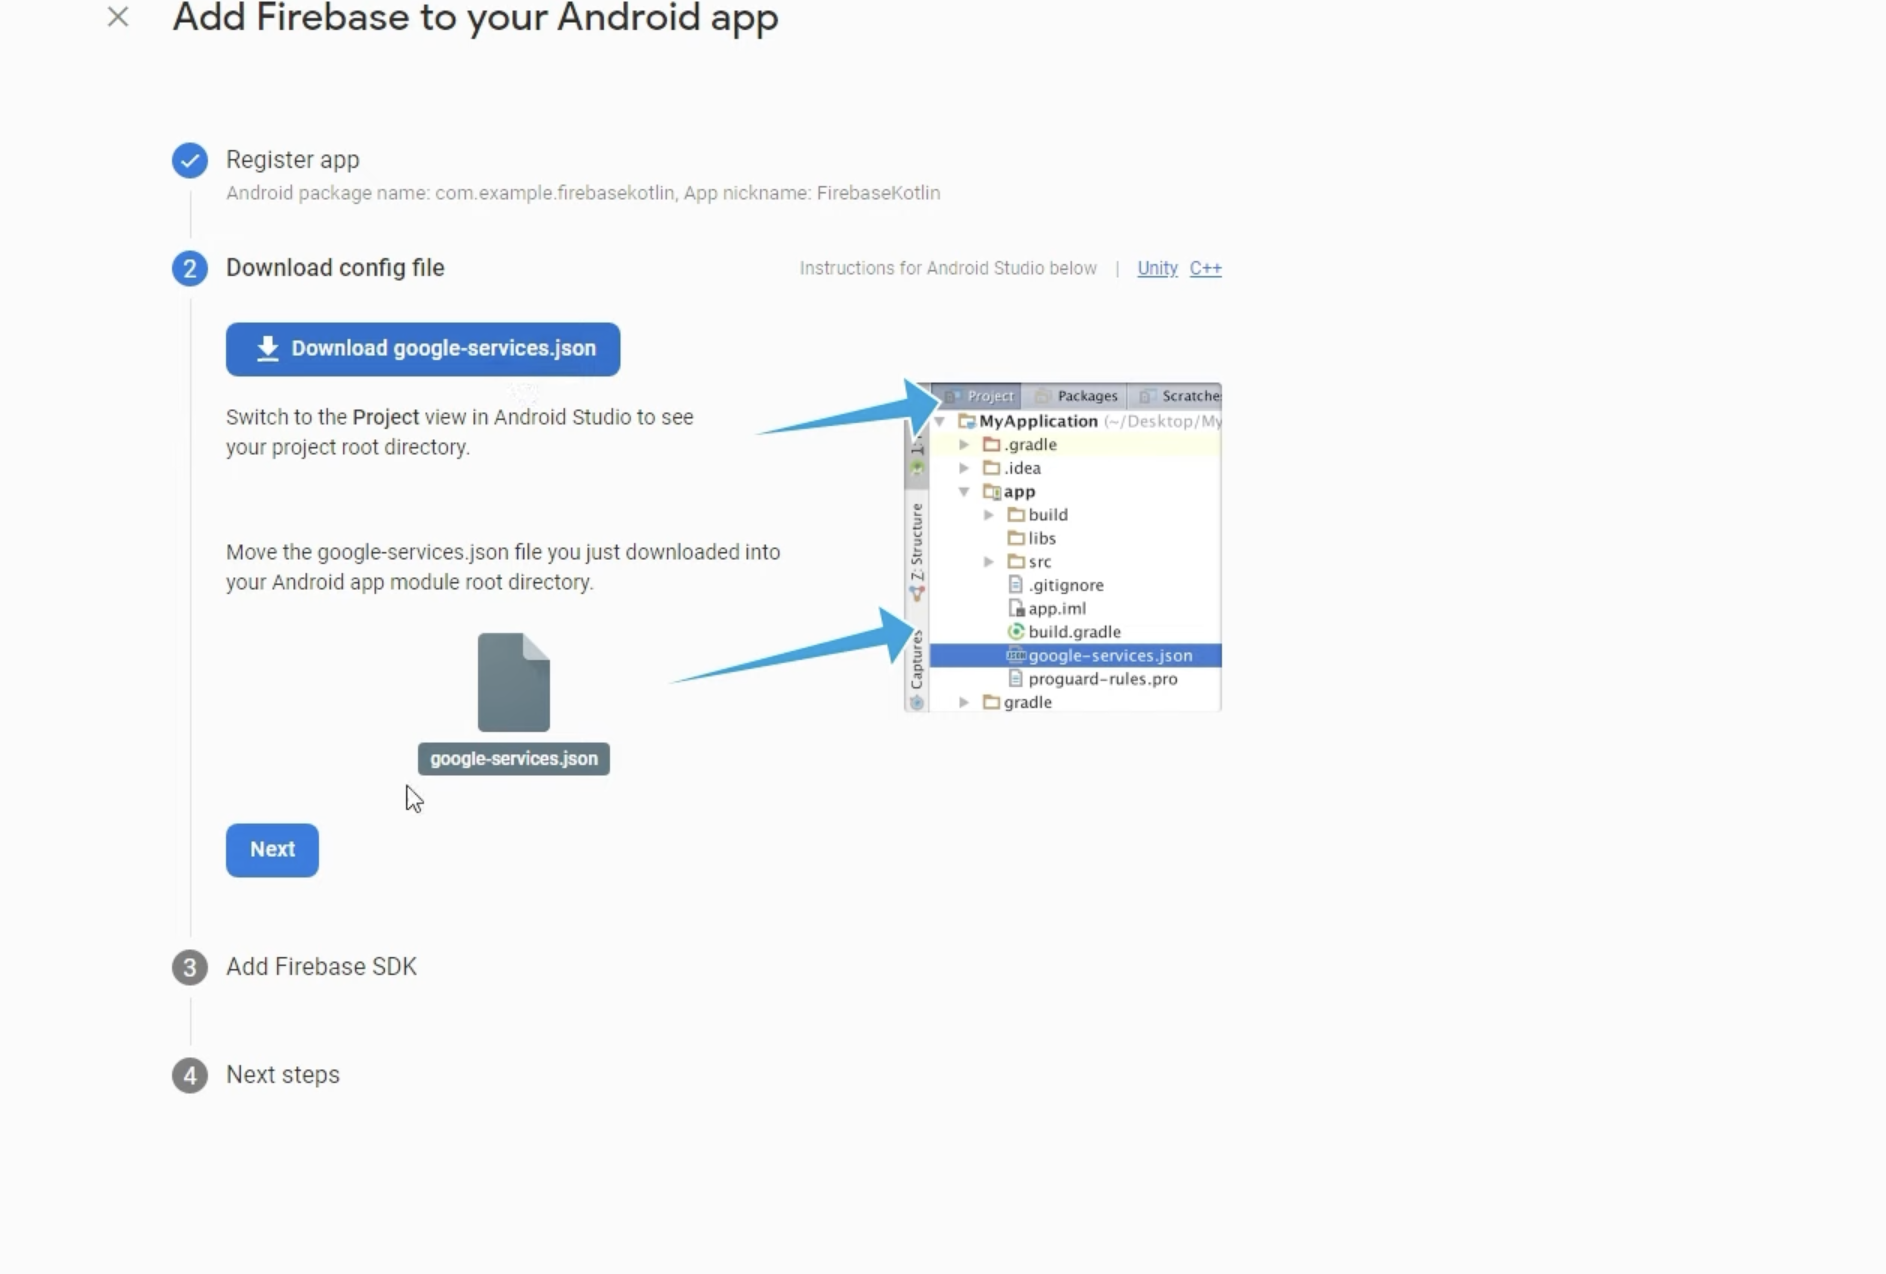 Add Firebase to your Android app
Register app
Android package name: com.example.firebasekotlin, App nickname: FirebaseKotlin
2
Download config file
Instructions for Android Studio below | Unity C++
Download google-services.json
Switch to the Project view in Android Studio to see
your project root directory.
Move the google-services.json file you just downloaded into
your Android app module root directory.
google-services.json
Project Packages Scratche
MyApplication (~/Desktop/My
.gradle
.idea
app
build
libs
src
.gitignore
app.iml
build.gradle
google-services.json
proguard-rules.pro
gradle
1:
Z: Structure
Captures
Next
3
Add Firebase SDK
4
Next steps